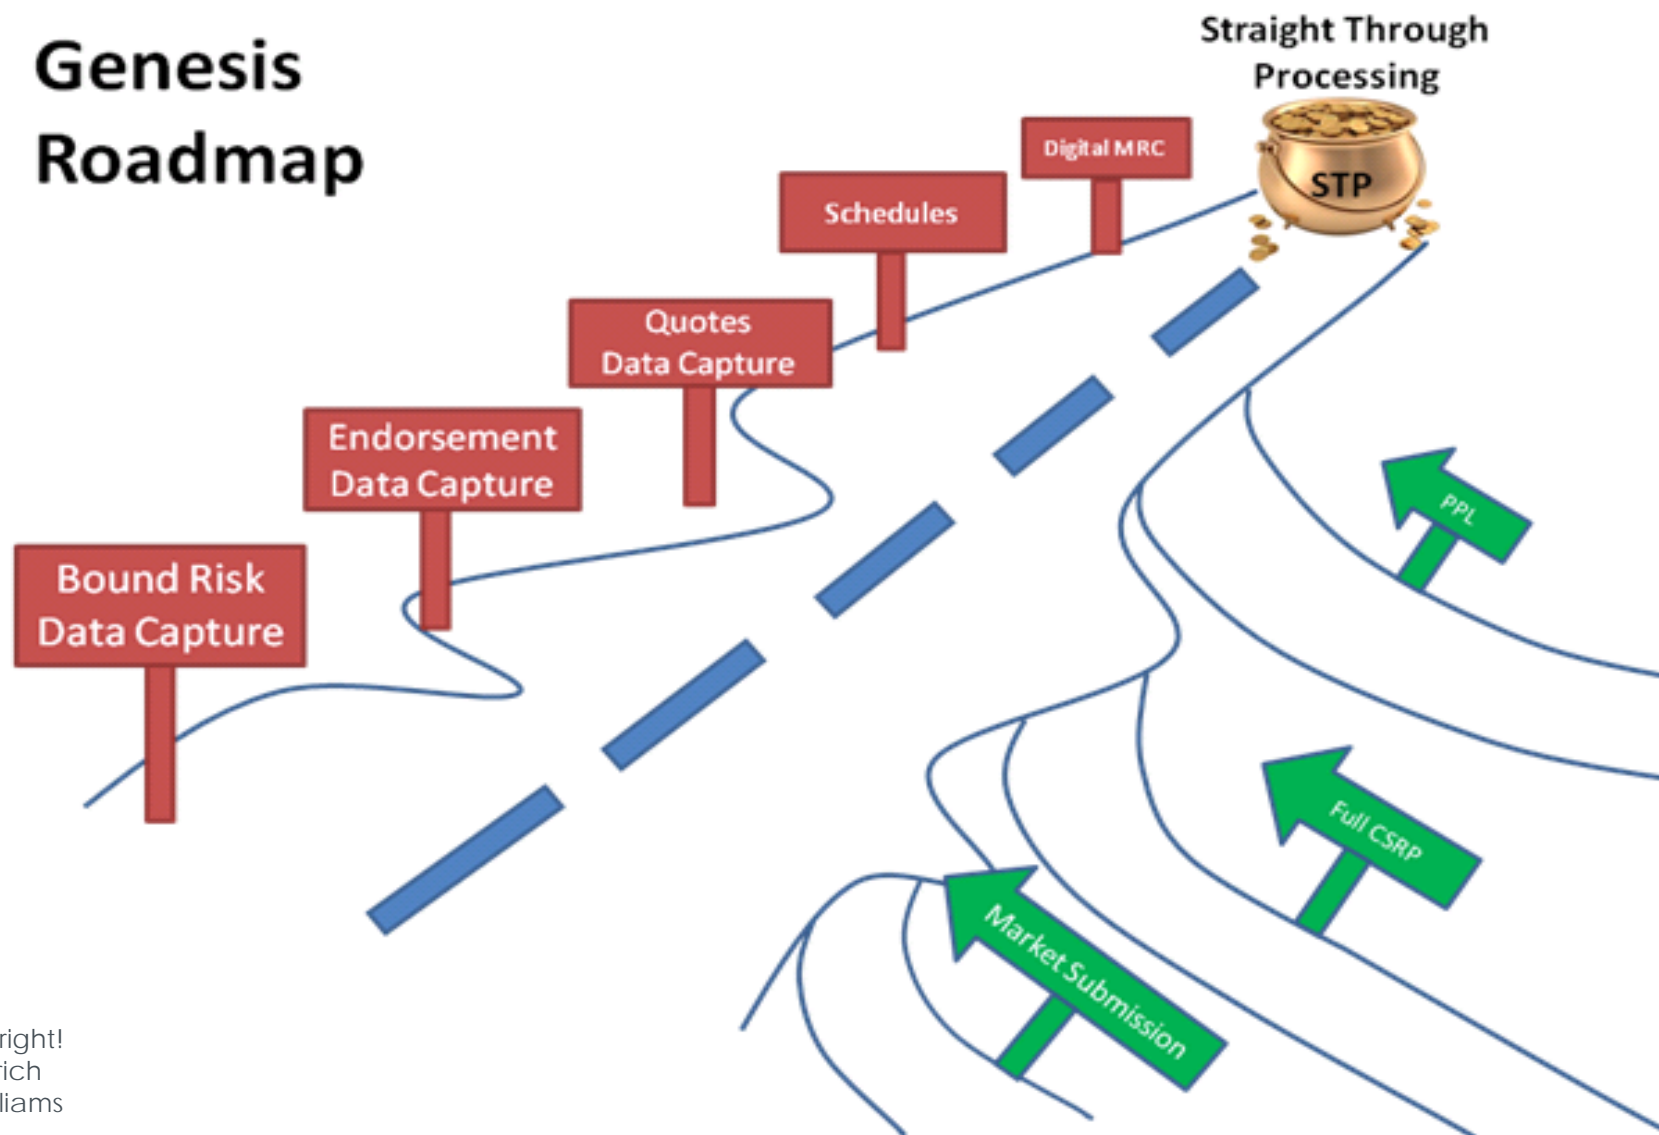 Genesis
Roadmap
Straight Through
Processing
STP
Digital MRC
Schedules
Quotes
Data Capture
Endorsement
Data Capture
Bound Risk
Data Capture
PPL
Full CSRP
Market Submission
right!
rich
liams